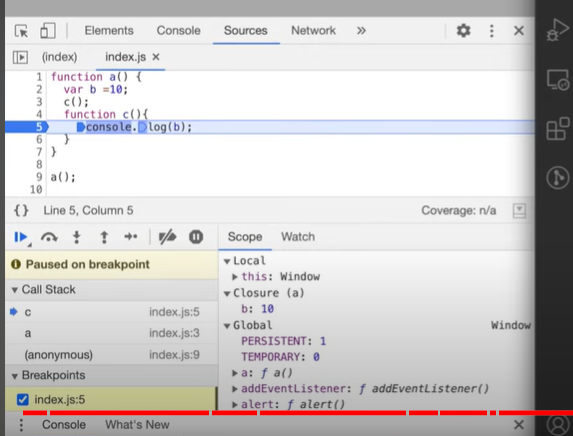 Elements Console Sources Network »
(index) index.js ×
1 function a() {
2 var b =10;
3 c();
4 function c(){
5 console.log(b);
6 }
7 }
8
9 a();
10
{} Line 5, Column 5 Coverage: n/a
Scope Watch
Paused on breakpoint
Call Stack
c index.js:5
a index.js:3
(anonymous) index.js:9
Breakpoints
index.js:5
Local
this: Window
Closure (a)
b: 10
Global Window
PERSISTENT: 1
TEMPORARY: 0
a: ƒ a()
addEventListener: ƒ addEventListener()
alert: ƒ alert()
Console What's New ×